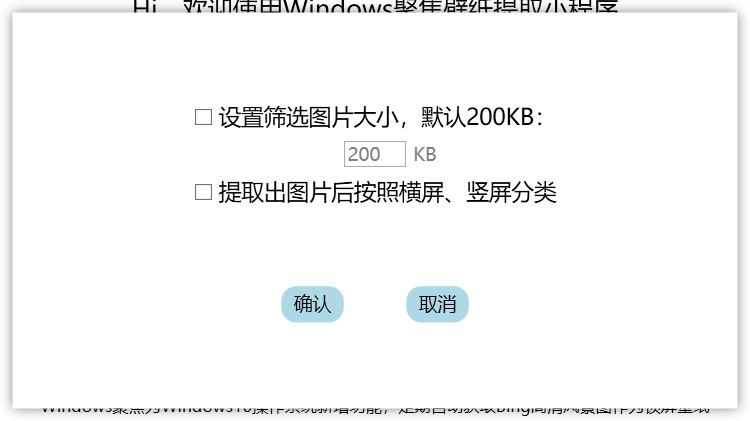 Hi，欢迎使用Windows聚焦壁纸提取小程序
设置筛选图片大小，默认200KB：
200 KB
提取出图片后按照横屏、竖屏分类
确认 取消
Windows聚焦为Windows10操作系统新增功能，定期自动获取bing高清风景图作为锁屏壁纸